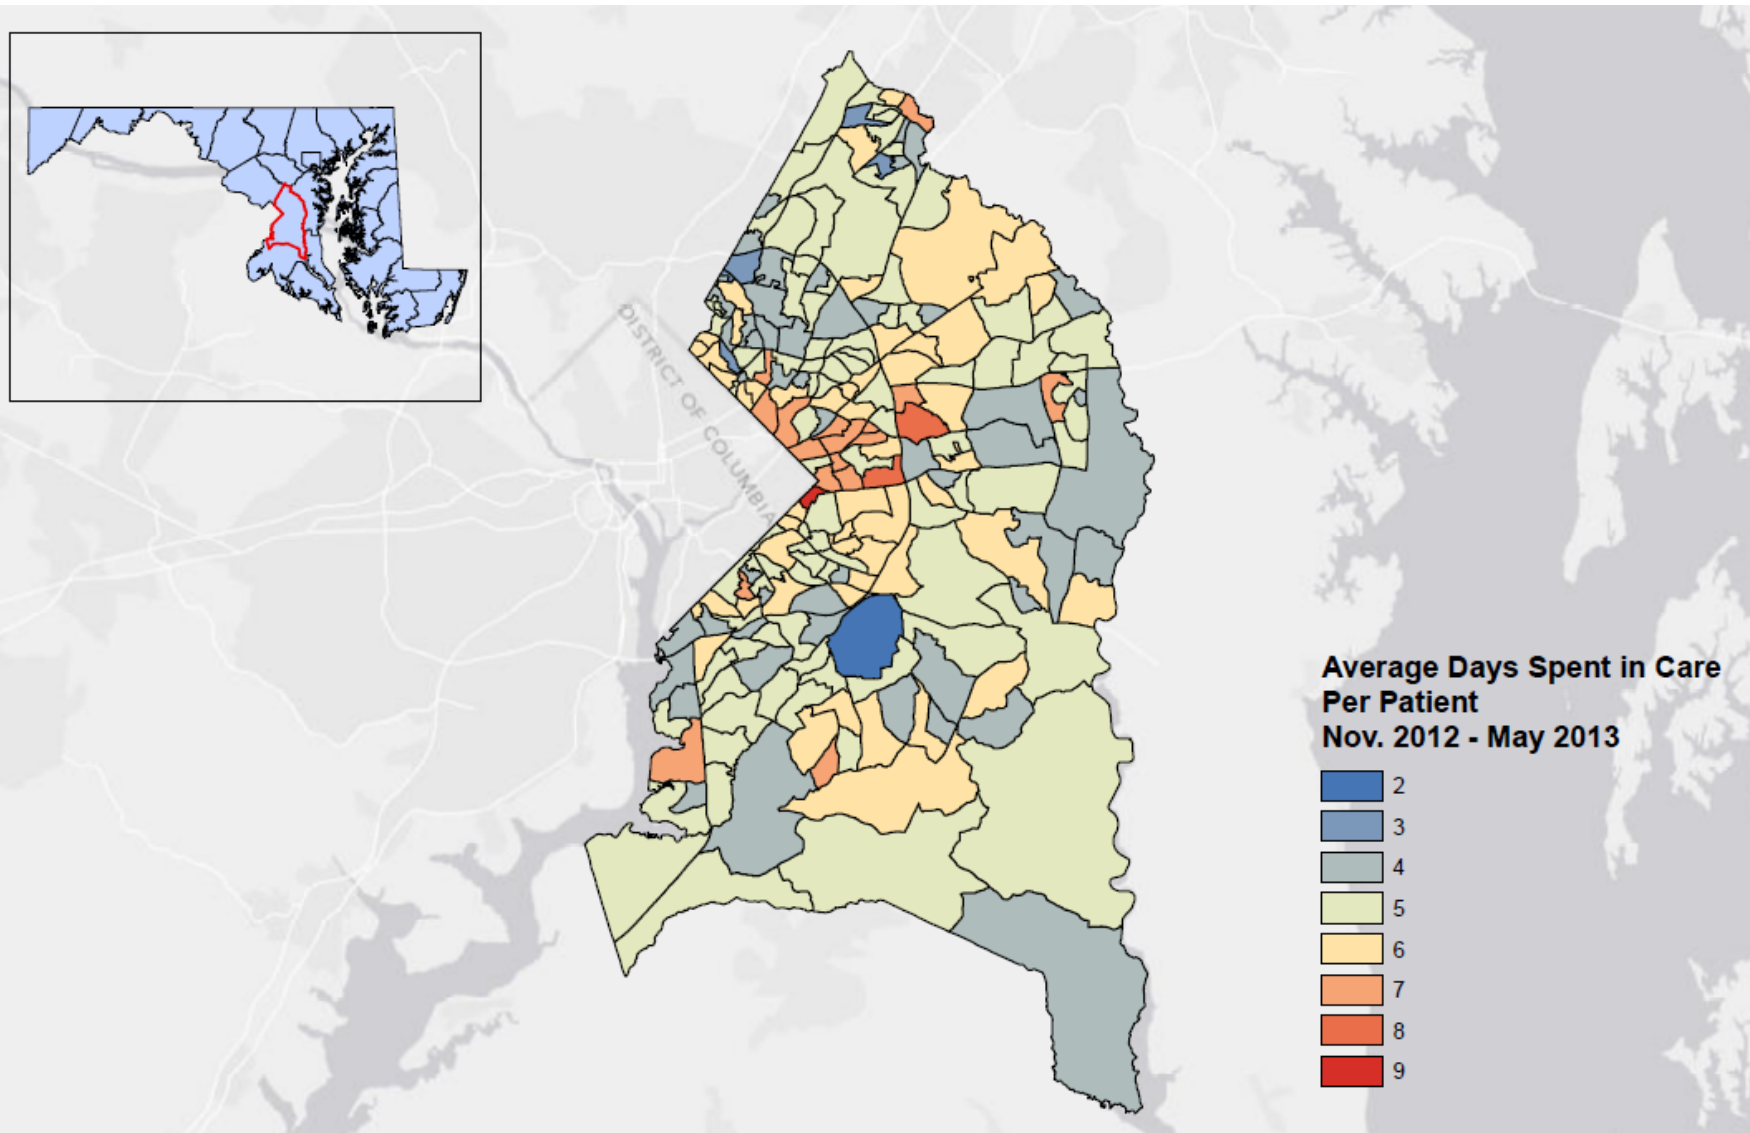 DISTRICT OF COLUMBIA
Average Days Spent in Care
Per Patient
Nov. 2012 - May 2013
2
3
4
5
6
7
8
9